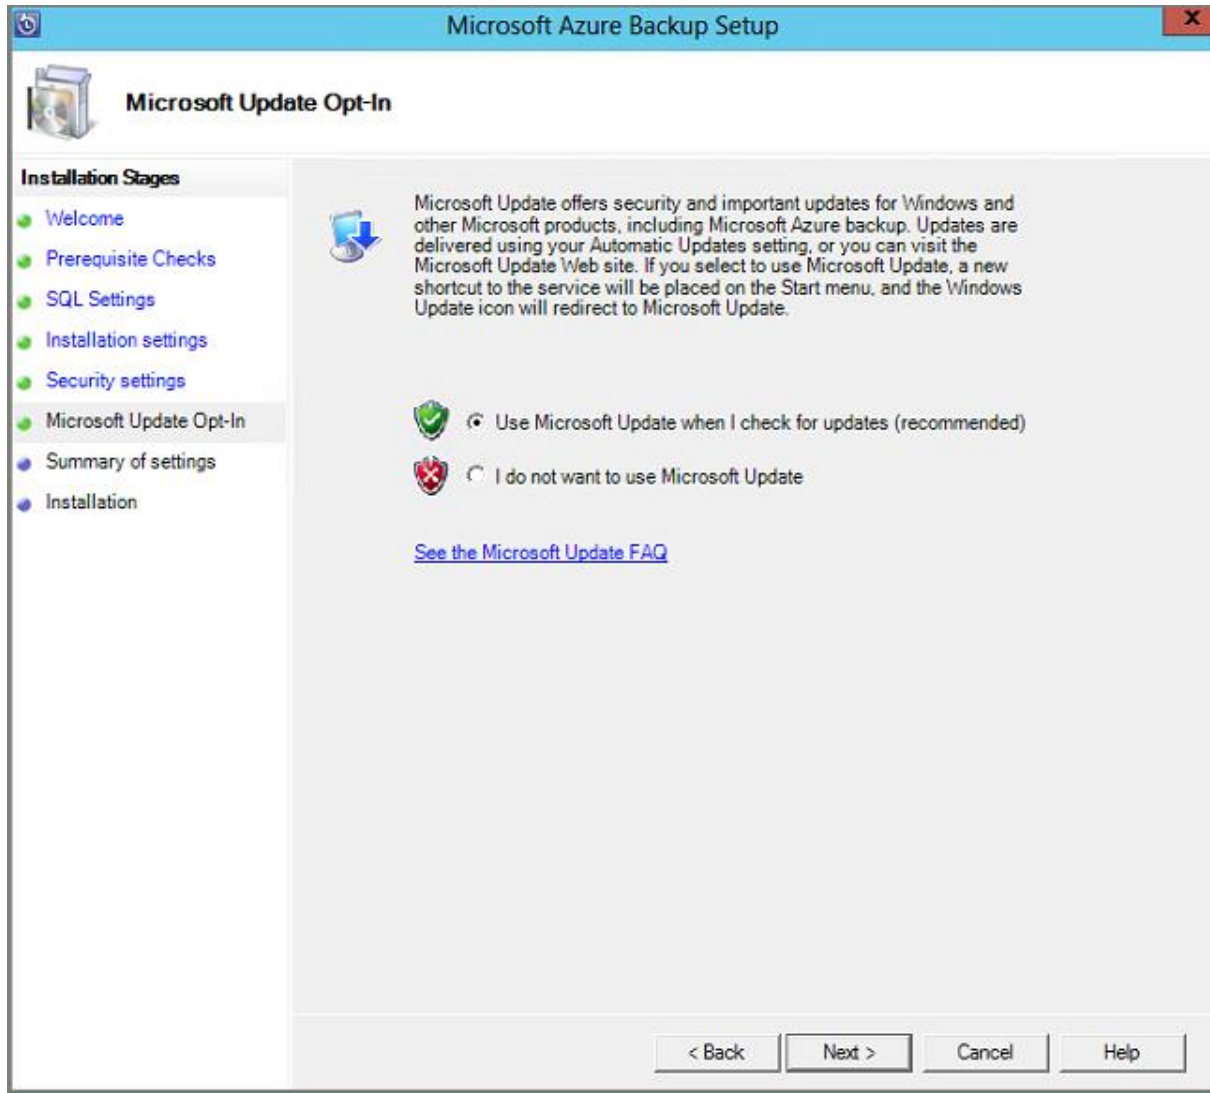 Microsoft Azure Backup Setup
x
Microsoft Update Opt-In
Installation Stages
Welcome
Prerequisite Checks
SQL Settings
Installation settings
Security settings
Microsoft Update Opt-In
Summary of settings
Installation
Microsoft Update offers security and important updates for Windows and
other Microsoft products, including Microsoft Azure backup. Updates are
delivered using your Automatic Updates setting, or you can visit the
Microsoft Update Web site. If you select to use Microsoft Update, a new
shortcut to the service will be placed on the Start menu, and the Windows
Update icon will redirect to Microsoft Update.
Use Microsoft Update when I check for updates (recommended)
I do not want to use Microsoft Update
See the Microsoft Update FAQ
< Back
Next >
Cancel
Help